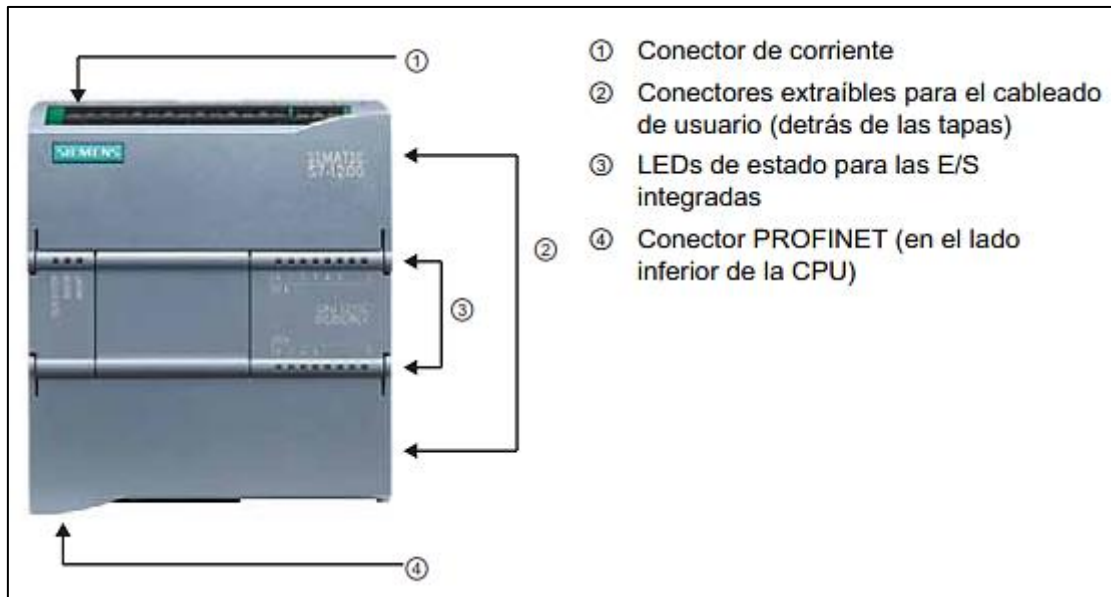 ① Conector de corriente
② Conectores extraíbles para el cableado
de usuario (detrás de las tapas)
③ LEDs de estado para las E/S
integradas
④ Conector PROFINET (en el lado
inferior de la CPU)
①
SIEMENS
SIMATIC
S7-1200
②
③
④